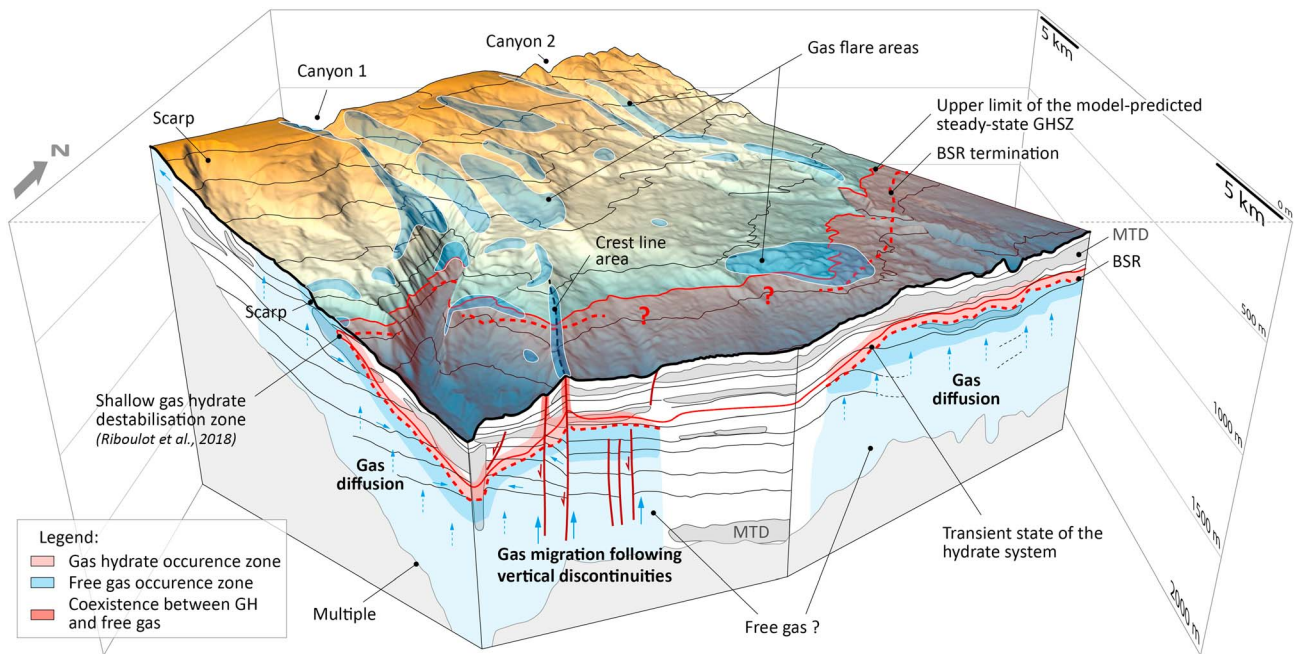 Canyon 2
Gas flare areas
5 km
Canyon 1
Upper limit of the model-predicted
steady-state GHSZ
Scarp
BSR termination
N
5 km
0 m
MTD
Crest line
area
BSR
?
?
Scarp
500 m
Shallow gas hydrate
destabilisation zone
(Riboulot et al., 2018)
Gas
diffusion
1000 m
Gas
diffusion
1500 m
Legend:
Gas hydrate occurence zone
Free gas occurence zone
Coexistence between GH
and free gas
MTD
Transient state of the
hydrate system
Gas migration following
vertical discontinuities
Multiple
Free gas ?
2000 m